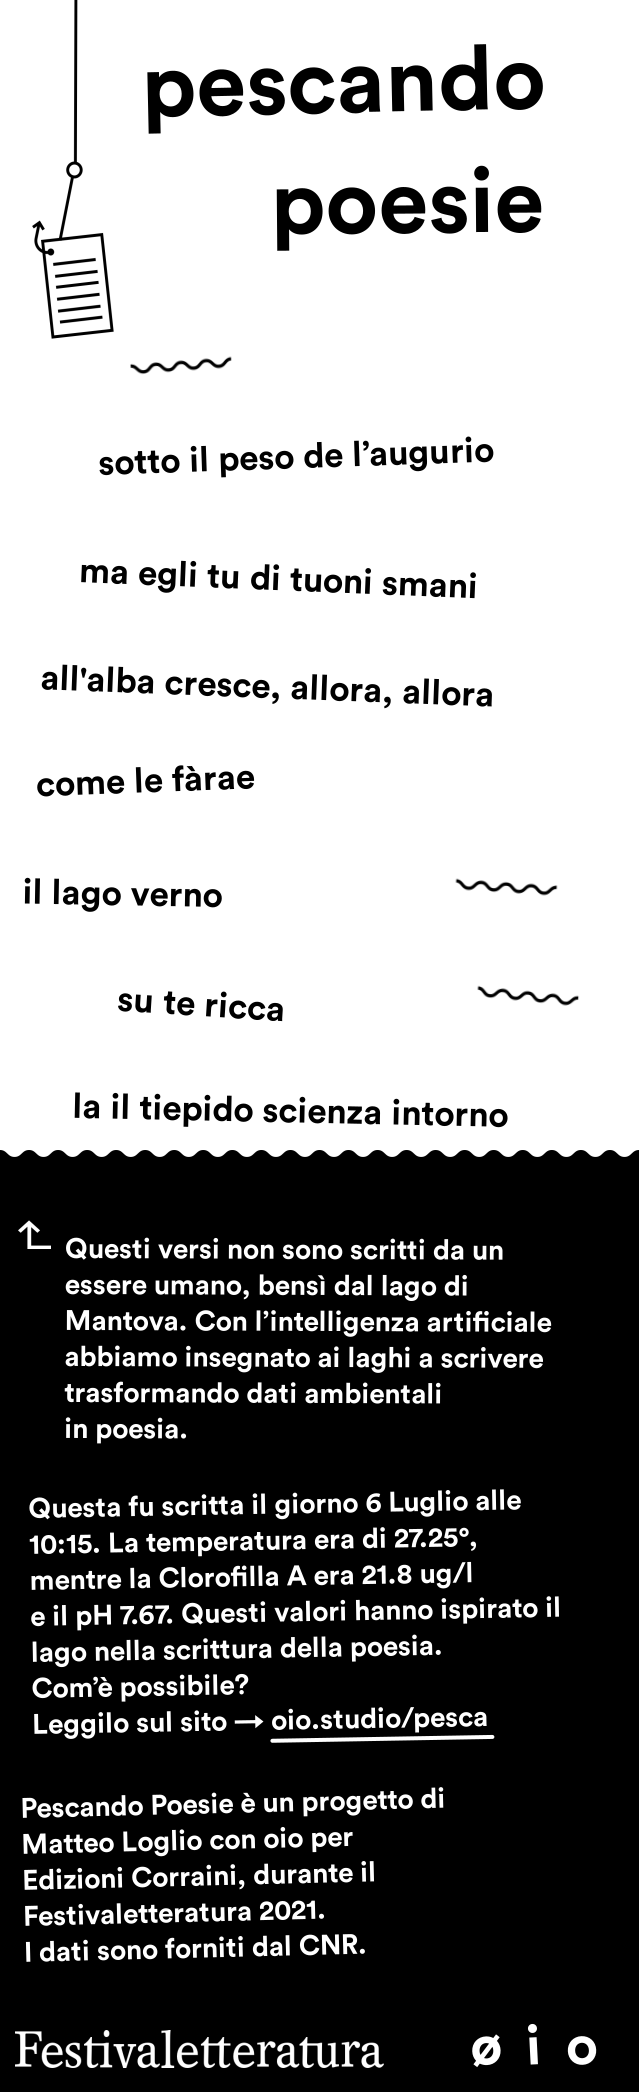 pescando
poesie
sotto il peso de l’augurio
ma egli tu di tuoni smani
all'alba cresce, allora, allora
come le fàrae
il lago verno
su te ricca
la il tiepido scienza intorno
Questi versi non sono scritti da un
essere umano, bensì dal lago di
Mantova. Con l’intelligenza artificiale
abbiamo insegnato ai laghi a scrivere
trasformando dati ambientali
in poesia.
Questa fu scritta il giorno 6 Luglio alle
10:15. La temperatura era di 27.25°,
mentre la Clorofilla A era 21.8 ug/l
e il pH 7.67. Questi valori hanno ispirato il
lago nella scrittura della poesia.
Com’è possibile?
Leggilo sul sito → oio.studio/pesca
Pescando Poesie è un progetto di
Matteo Loglio con oio per
Edizioni Corraini, durante il
Festivaletteratura 2021.
I dati sono forniti dal CNR.
Festivaletteratura ø i o